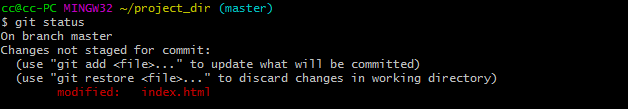 cc@cc-PC MINGW32 ~/project_dir (master)
$ git status
On branch master
Changes not staged for commit:
  (use "git add <file>..." to update what will be committed)
  (use "git restore <file>..." to discard changes in working directory)
        modified:   index.html